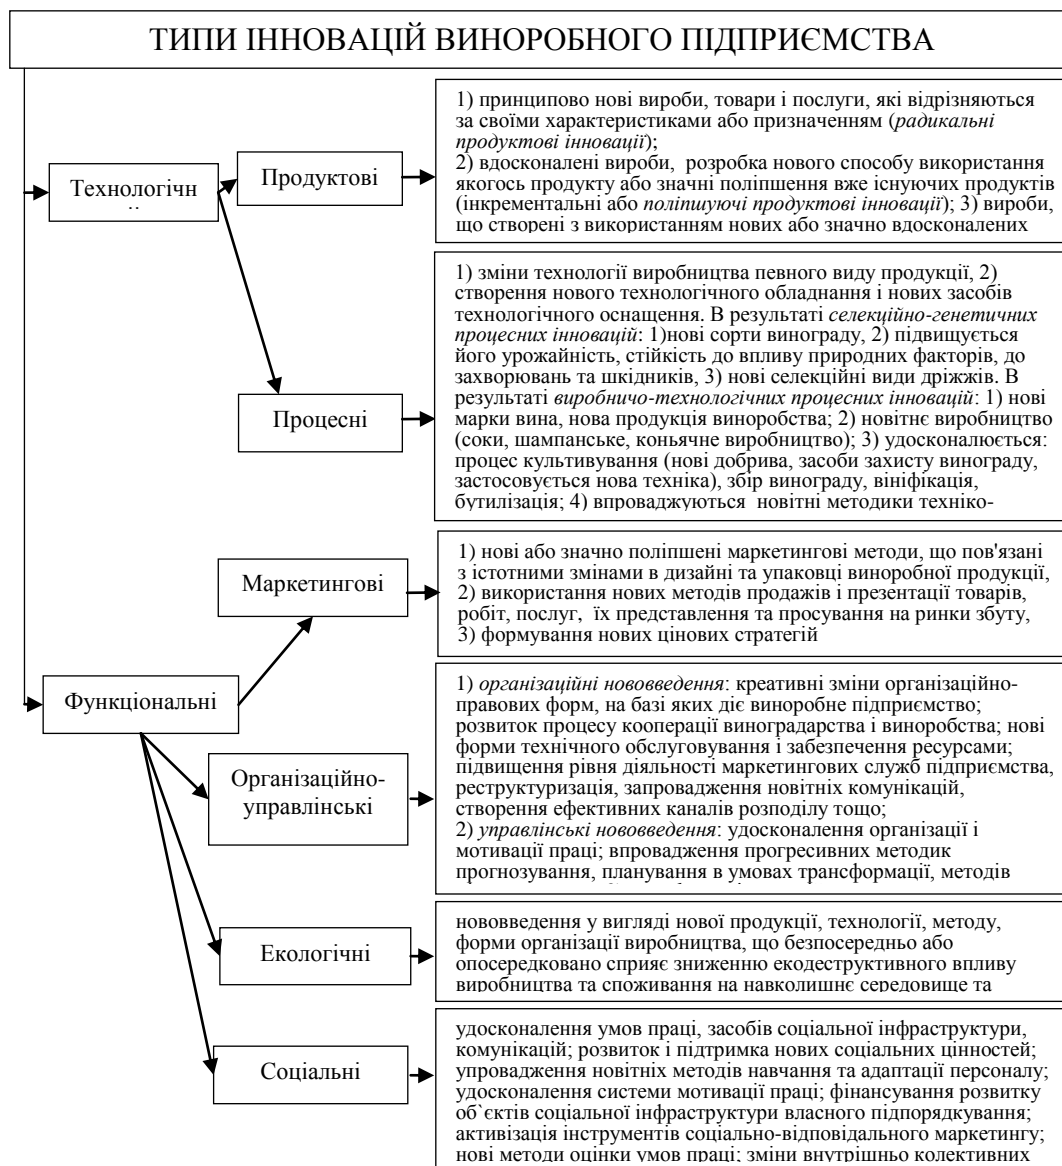 ТИПИ ІННОВАЦІЙ ВИНОРОБНОГО ПІДПРИЄМСТВА
Технологічн
Продуктові
1) принципово нові вироби, товари і послуги, які відрізняються
за своїми характеристиками або призначенням (радикальні
продуктові інновації);
2) вдосконалені вироби, розробка нового способу використання
якогось продукту або значні поліпшення вже існуючих продуктів
(інкрементальні або поліпшуючі продуктові інновації); 3) вироби,
що створені з використанням нових або значно вдосконалених
Процесні
1) зміни технології виробництва певного виду продукції, 2)
створення нового технологічного обладнання і нових засобів
технологічного оснащення. В результаті селекційно-генетичних
процесних інновацій: 1)нові сорти винограду, 2) підвищується
його урожайність, стійкість до впливу природних факторів, до
захворювань та шкідників, 3) нові селекційні види дріжжів. В
результаті виробничо-технологічних процесних інновацій: 1) нові
марки вина, нова продукція виноробства; 2) новітнє виробництво
(соки, шампанське, коньячне виробництво); 3) удосконалюється:
процес культивування (нові добрива, засоби захисту винограду,
застосовується нова техніка), збір винограду, вініфікація,
бутилізація; 4) впроваджуються новітні методики техніко-
Маркетингові
1) нові або значно поліпшені маркетингові методи, що пов'язані
з істотними змінами в дизайні та упаковці виноробної продукції,
2) використання нових методів продажів і презентації товарів,
робіт, послуг, їх представлення та просування на ринки збуту,
3) формування нових цінових стратегій
Функціональні
Організаційно-
управлінські
1) організаційні нововведення: креативні зміни організаційно-
правових форм, на базі яких діє виноробне підприємство;
розвиток процесу кооперації виноградарства і виноробства; нові
форми технічного обслуговування і забезпечення ресурсами;
підвищення рівня діяльності маркетингових служб підприємства,
реструктуризація, запровадження новітніх комунікацій,
створення ефективних каналів розподілу тощо;
2) управлінські нововведення: удосконалення організації і
мотивації праці; впровадження прогресивних методик
прогнозування, планування в умовах трансформації, методів
Екологічні
нововведення у вигляді нової продукції, технології, методу,
форми організації виробництва, що безпосередньо або
опосередковано сприяє зниженню екодеструктивного впливу
виробництва та споживання на навколишнє середовище та
Соціальні
удосконалення умов праці, засобів соціальної інфраструктури,
комунікацій; розвиток і підтримка нових соціальних цінностей;
упровадження новітніх методів навчання та адаптації персоналу;
удосконалення системи мотивації праці; фінансування розвитку
об`єктів соціальної інфраструктури власного підпорядкування;
активізація інструментів соціально-відповідального маркетингу;
нові методи оцінки умов праці; зміни внутрішньо колективних